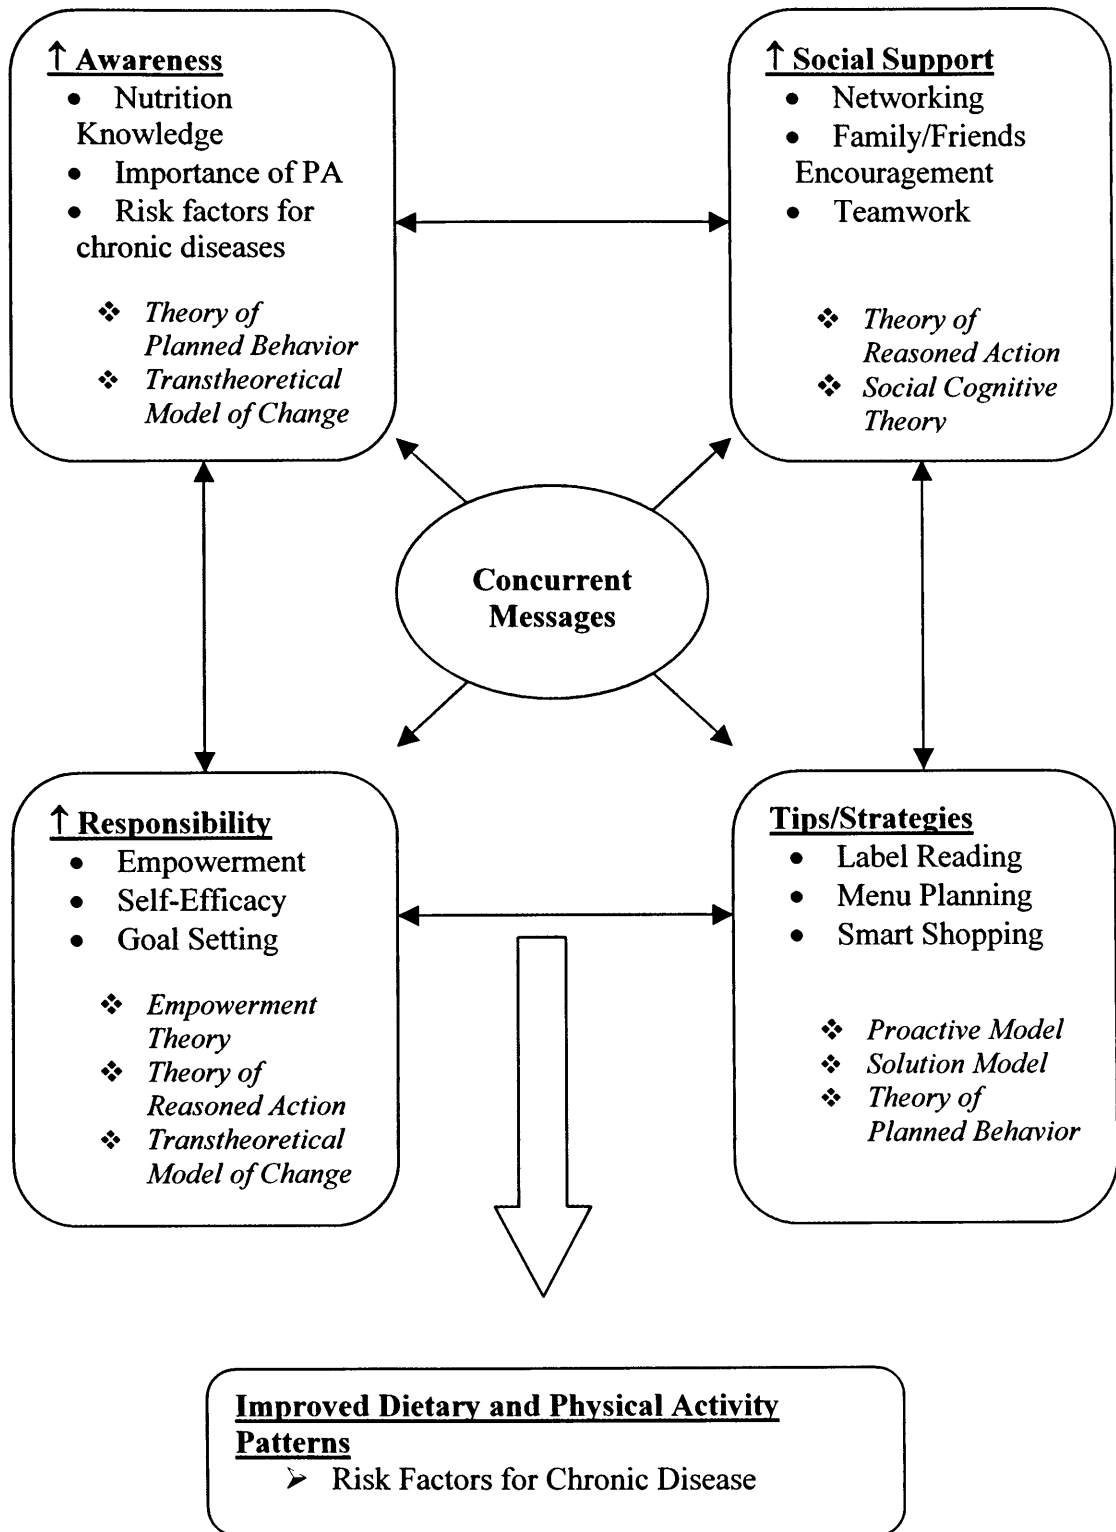 ↑ Awareness
• Nutrition
Knowledge
• Importance of PA
• Risk factors for
chronic diseases
❖ Theory of
Planned Behavior
❖ Transtheoretical
Model of Change
↑ Social Support
• Networking
• Family/Friends
Encouragement
• Teamwork
❖ Theory of
Reasoned Action
❖ Social Cognitive
Theory
Concurrent
Messages
↑ Responsibility
• Empowerment
• Self-Efficacy
• Goal Setting
❖ Empowerment
Theory
❖ Theory of
Reasoned Action
❖ Transtheoretical
Model of Change
Tips/Strategies
• Label Reading
• Menu Planning
• Smart Shopping
❖ Proactive Model
❖ Solution Model
❖ Theory of
Planned Behavior
Improved Dietary and Physical Activity
Patterns
➢ Risk Factors for Chronic Disease